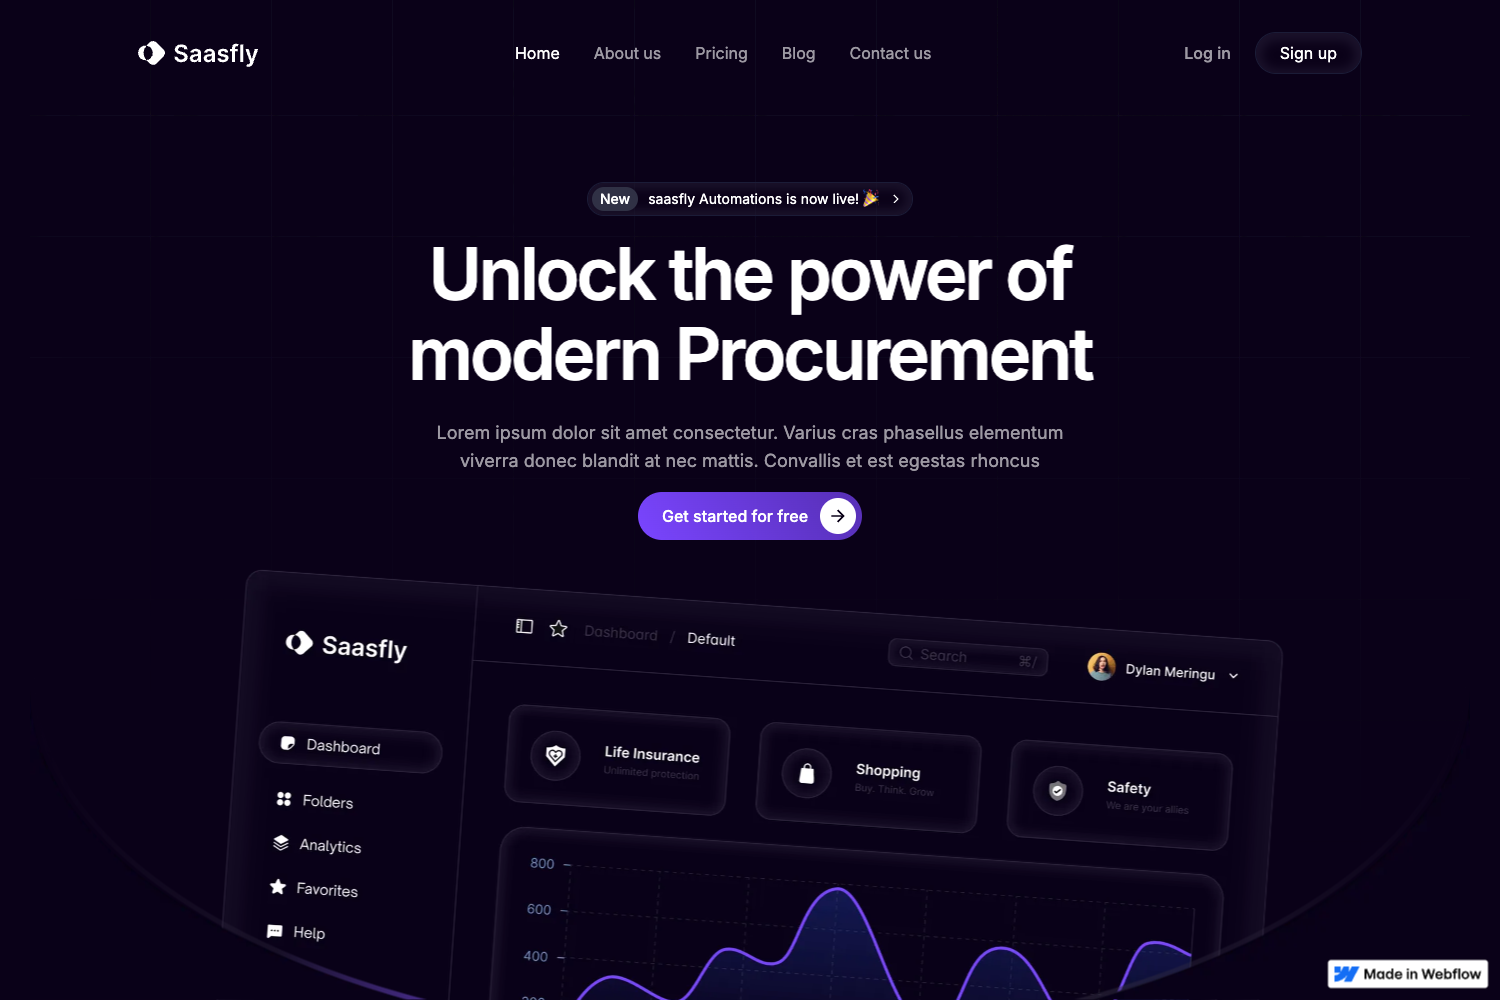 Saasfly
Home
About us
Pricing
Blog
Contact us
Log in
Sign up
New
saasfly Automations is now live! 🎉
Unlock the power of
modern Procurement
Lorem ipsum dolor sit amet consectetur. Varius cras phasellus elementum
viverra donec blandit at nec mattis. Convallis et est egestas rhoncus
Get started for free
Saasfly
Dashboard / Default
Search ⌘/
Dylan Meringu
Dashboard
Folders
Analytics
Favorites
Help
Life Insurance
Unlimited protection
Shopping
Buy. Think. Grow
Safety
We are your allies
800
600
400
Made in Webflow